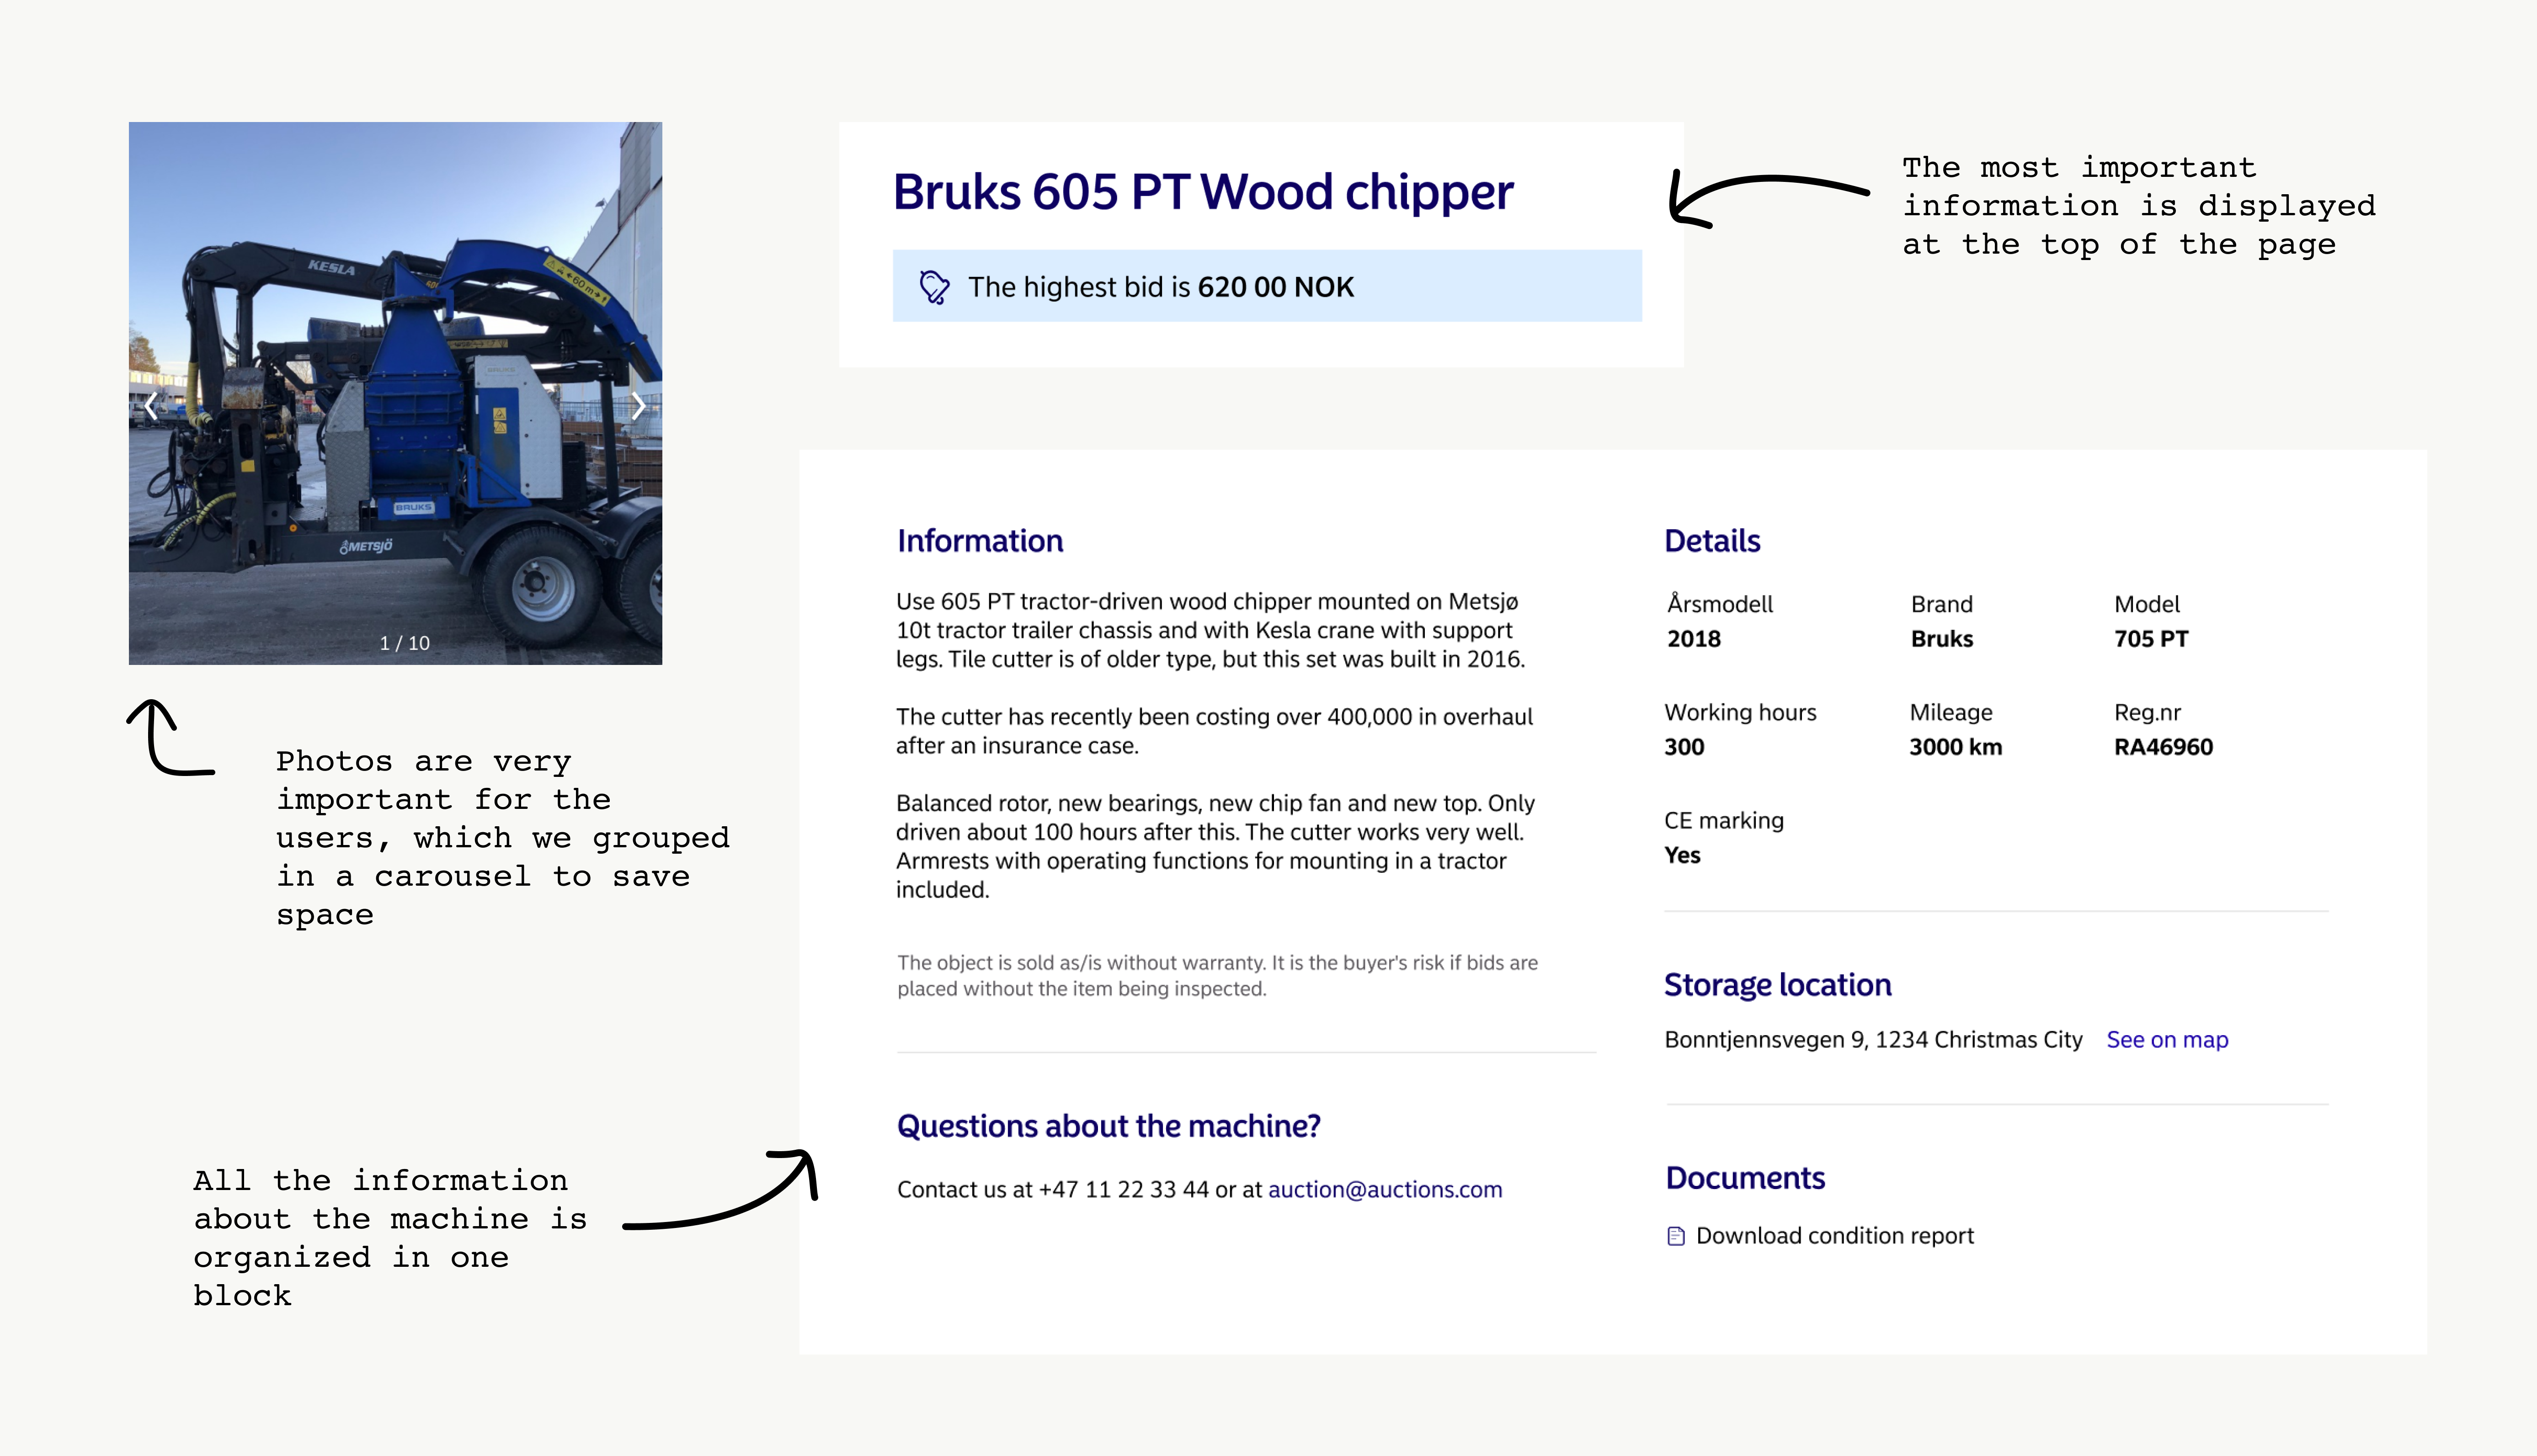 KESLA
60 m
BRUKS
METSJÖ
1 / 10
Photos are very
important for the
users, which we grouped
in a carousel to save
space
Bruks 605 PT Wood chipper
The highest bid is 620 00 NOK
The most important
information is displayed
at the top of the page
Information
Use 605 PT tractor-driven wood chipper mounted on Metsjø
10t tractor trailer chassis and with Kesla crane with support
legs. Tile cutter is of older type, but this set was built in 2016.
The cutter has recently been costing over 400,000 in overhaul
after an insurance case.
Balanced rotor, new bearings, new chip fan and new top. Only
driven about 100 hours after this. The cutter works very well.
Armrests with operating functions for mounting in a tractor
included.
The object is sold as/is without warranty. It is the buyer's risk if bids are
placed without the item being inspected.
Questions about the machine?
Contact us at +47 11 22 33 44 or at auction@auctions.com
Details
Årsmodell Brand Model
2018 Bruks 705 PT
Working hours Mileage Reg.nr
300 3000 km RA46960
CE marking
Yes
Storage location
Bonntjennsvegen 9, 1234 Christmas City See on map
Documents
Download condition report
All the information
about the machine is
organized in one
block